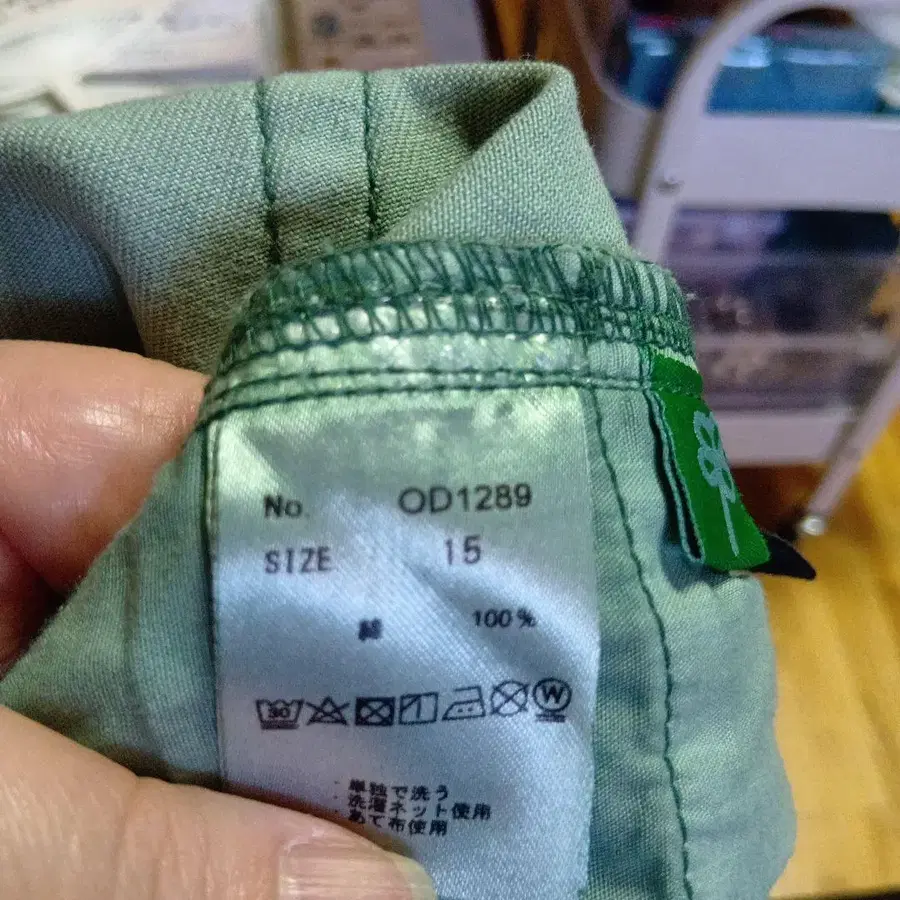 No. OD1289
SIZE 15
綿 100%
30 1 W
・単独で洗う
・洗濯ネット使用
・あて布使用